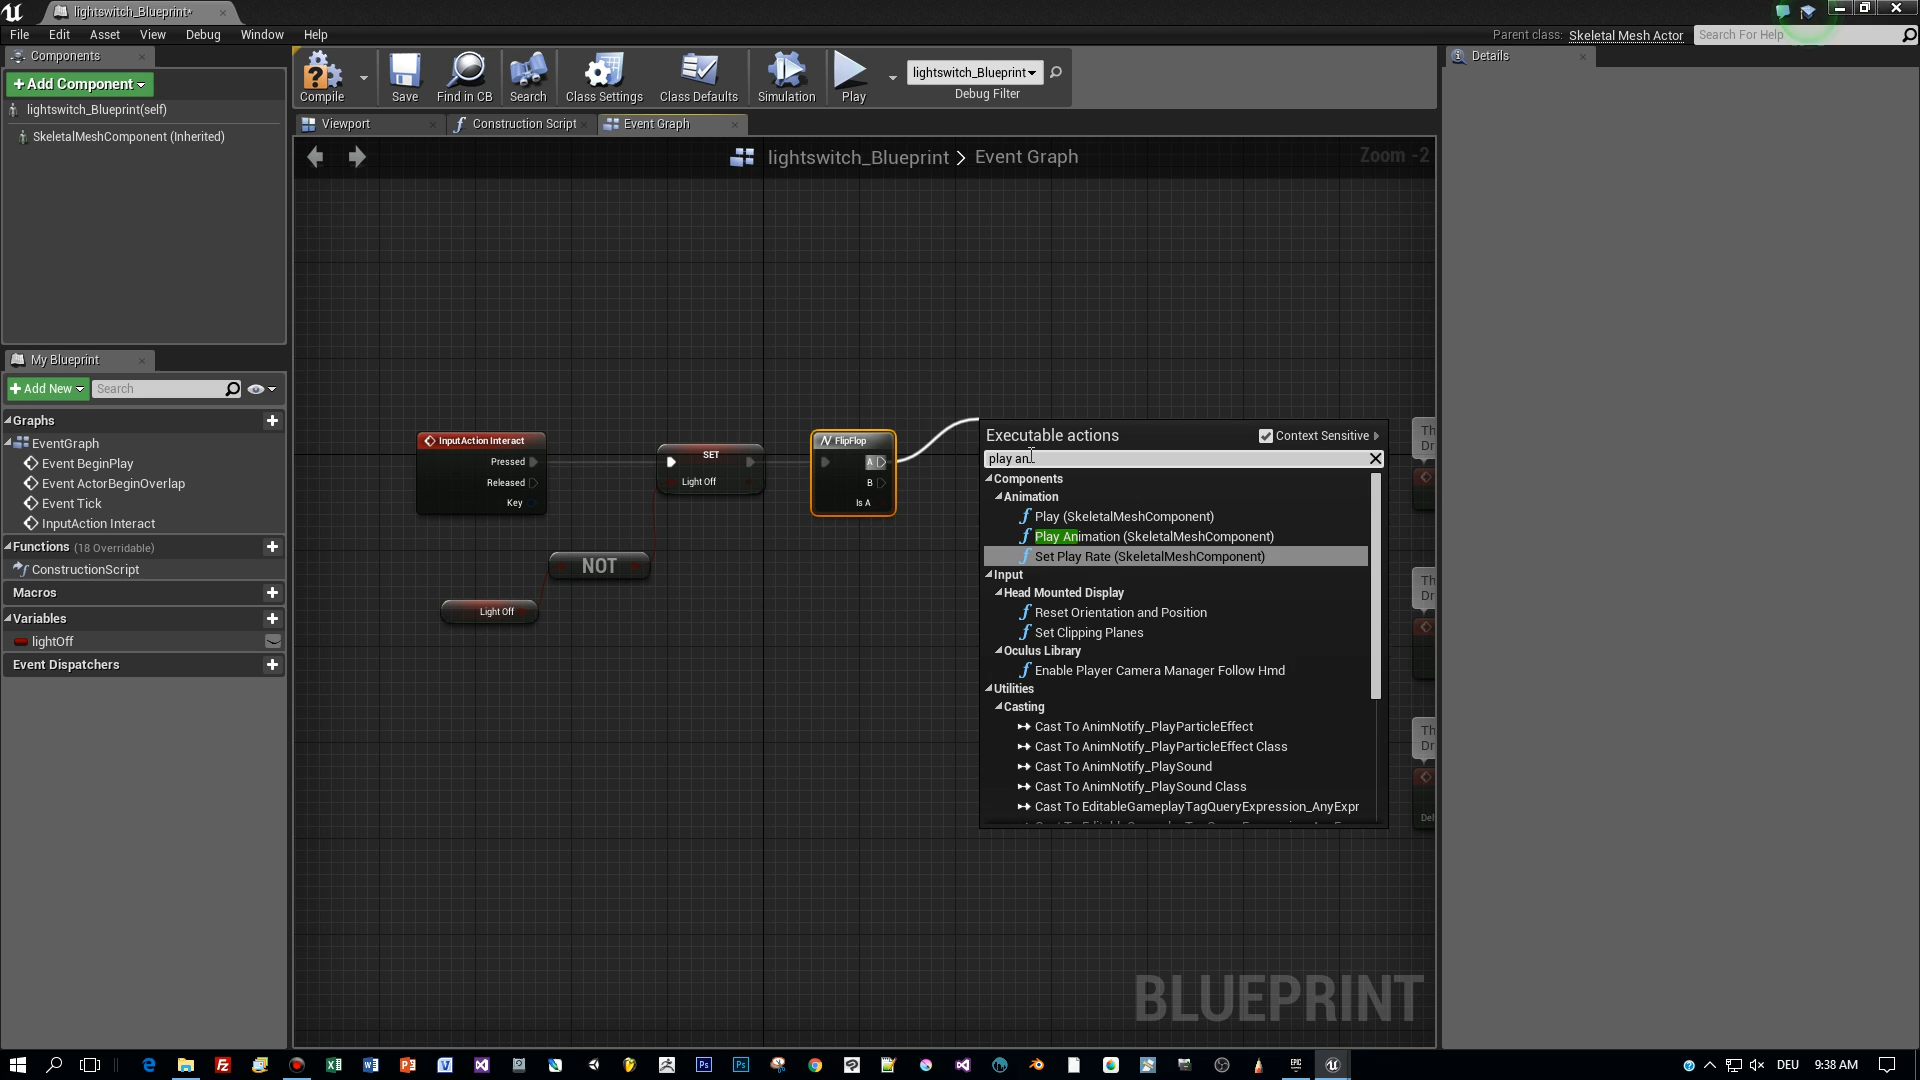 lightswitch_Blueprint*
File Edit Asset View Debug Window Help
Parent class: Skeletal Mesh Actor
Search For Help
Components
+Add Component
lightswitch_Blueprint(self)
SkeletalMeshComponent (Inherited)
Compile
Save
Find in CB
Search
Class Settings
Class Defaults
Simulation
Play
lightswitch_Blueprint
Debug Filter
Details
Viewport
Construction Script
Event Graph
lightswitch_Blueprint > Event Graph
Zoom -2
My Blueprint
+Add New
Search
Graphs
EventGraph
Event BeginPlay
Event ActorBeginOverlap
Event Tick
InputAction Interact
Functions (18 Overridable)
ConstructionScript
Macros
Variables
lightOff
Event Dispatchers
InputAction Interact
Pressed
Released
Key
SET
Light Off
FlipFlop
A
B
Is A
NOT
Light Off
Executable actions
Context Sensitive
play an
Components
Animation
Play (SkeletalMeshComponent)
Play Animation (SkeletalMeshComponent)
Set Play Rate (SkeletalMeshComponent)
Input
Head Mounted Display
Reset Orientation and Position
Set Clipping Planes
Oculus Library
Enable Player Camera Manager Follow Hmd
Utilities
Casting
Cast To AnimNotify_PlayParticleEffect
Cast To AnimNotify_PlayParticleEffect Class
Cast To AnimNotify_PlaySound
Cast To AnimNotify_PlaySound Class
Cast To EditableGameplayTagQueryExpression_AnyExpr
Th
Dr
Th
Dr
Th
Dr
Del
BLUEPRINT
DEU
9:38 AM